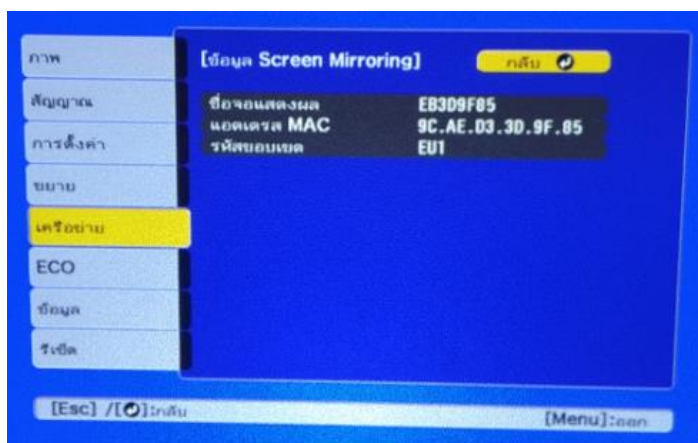 ภาพ
[ข้อมูล Screen Mirroring] กลับ
สัญญาณ
ชื่อจอแสดงผล EB3D9F85
แอดเดรส MAC 9C.AE.D3.3D.9F.85
การตั้งค่า
รหัสขอบเขต EU1
ขยาย
เครือข่าย
ECO
ข้อมูล
รีเซ็ต
[Esc] /[]:กลับ [Menu]:ออก